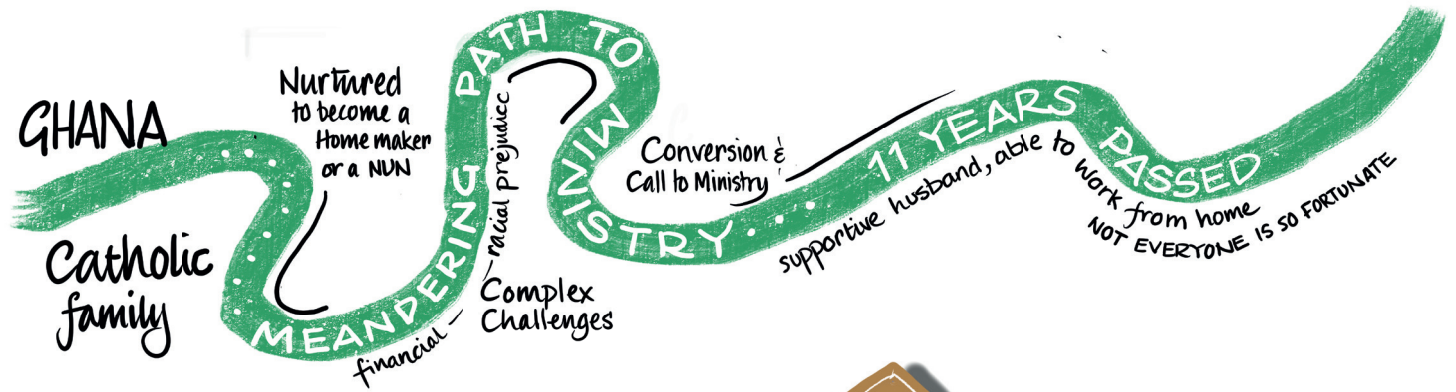 GHANA
Catholic
family
Nurtured
to become a
Home maker
or a NUN
MEANDERING PATH TO MINISTRY
financial – Complex
Challenges
– racial prejudice
Conversion &
Call to Ministry
11 YEARS PASSED
supportive husband, able to work from home
NOT EVERYONE IS SO FORTUNATE